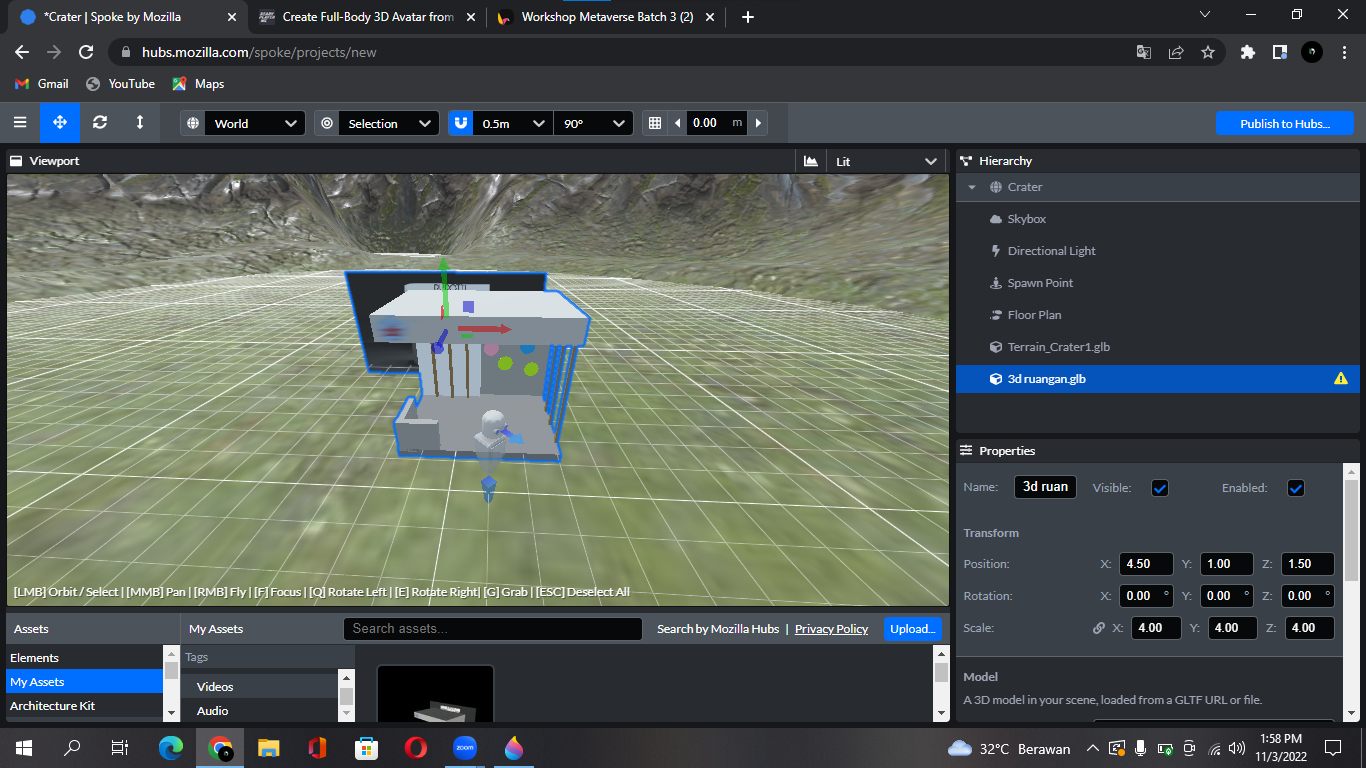 *Crater | Spoke by Mozilla
Create Full-Body 3D Avatar from
Workshop Metaverse Batch 3 (2)
hubs.mozilla.com/spoke/projects/new
Gmail
YouTube
Maps
World
Selection
0.5m
90°
0.00 m
Publish to Hubs...
Viewport
Lit
Hierarchy
Crater
Skybox
Directional Light
Spawn Point
Floor Plan
Terrain_Crater1.glb
3d ruangan.glb
[LMB] Orbit / Select | [MMB] Pan | [RMB] Fly | [F] Focus | [Q] Rotate Left | [E] Rotate Right| [G] Grab | [ESC] Deselect All
Properties
Name: 3d ruan Visible: Enabled:
Transform
Position: X: 4.50 Y: 1.00 Z: 1.50
Rotation: X: 0.00 ° Y: 0.00 ° Z: 0.00 °
Scale: X: 4.00 Y: 4.00 Z: 4.00
Model
A 3D model in your scene, loaded from a GLTF URL or file.
Assets
My Assets
Search assets...
Search by Mozilla Hubs | Privacy Policy
Upload...
Elements
My Assets
Architecture Kit
Tags
Videos
Audio
zoom
32°C Berawan
1:58 PM
11/3/2022